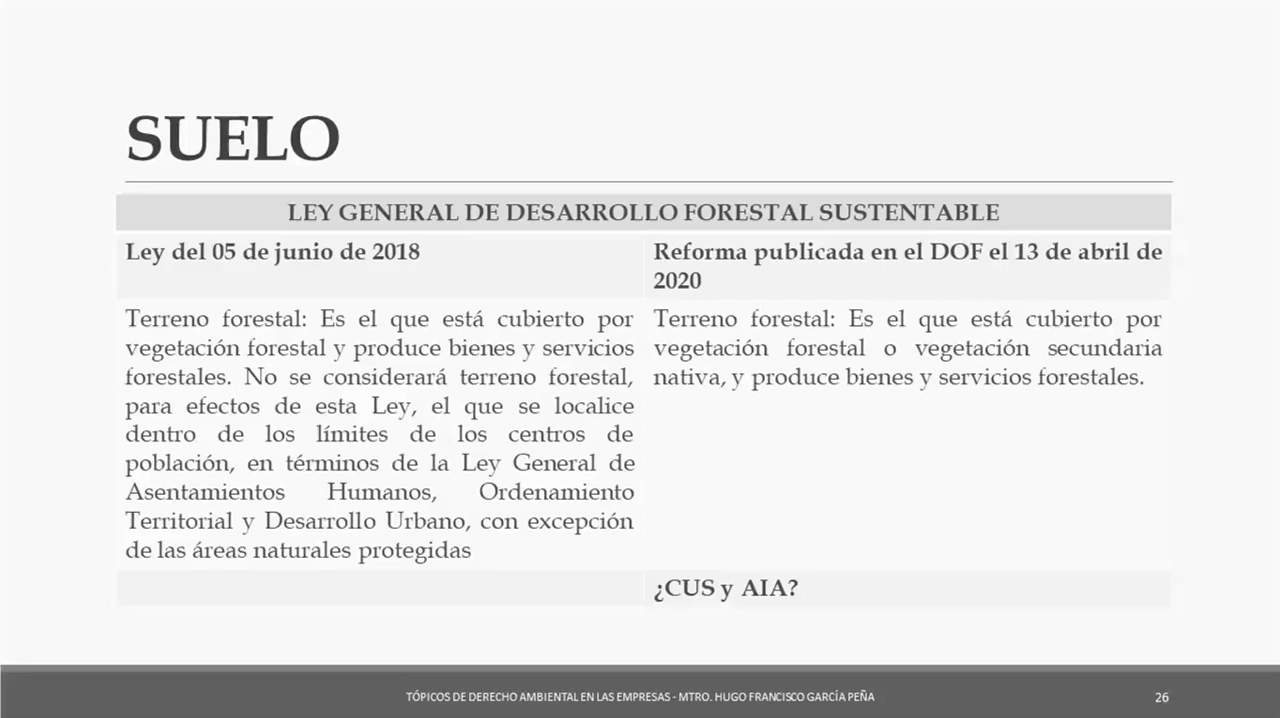 SUELO
LEY GENERAL DE DESARROLLO FORESTAL SUSTENTABLE
Ley del 05 de junio de 2018
Reforma publicada en el DOF el 13 de abril de
2020
Terreno forestal: Es el que está cubierto por
vegetación forestal y produce bienes y servicios
forestales. No se considerará terreno forestal,
para efectos de esta Ley, el que se localice
dentro de los límites de los centros de
población, en términos de la Ley General de
Asentamientos Humanos, Ordenamiento
Territorial y Desarrollo Urbano, con excepción
de las áreas naturales protegidas
Terreno forestal: Es el que está cubierto por
vegetación forestal o vegetación secundaria
nativa, y produce bienes y servicios forestales.
¿CUS y AIA?
TÓPICOS DE DERECHO AMBIENTAL EN LAS EMPRESAS - MTRO. HUGO FRANCISCO GARCÍA PEÑA
26